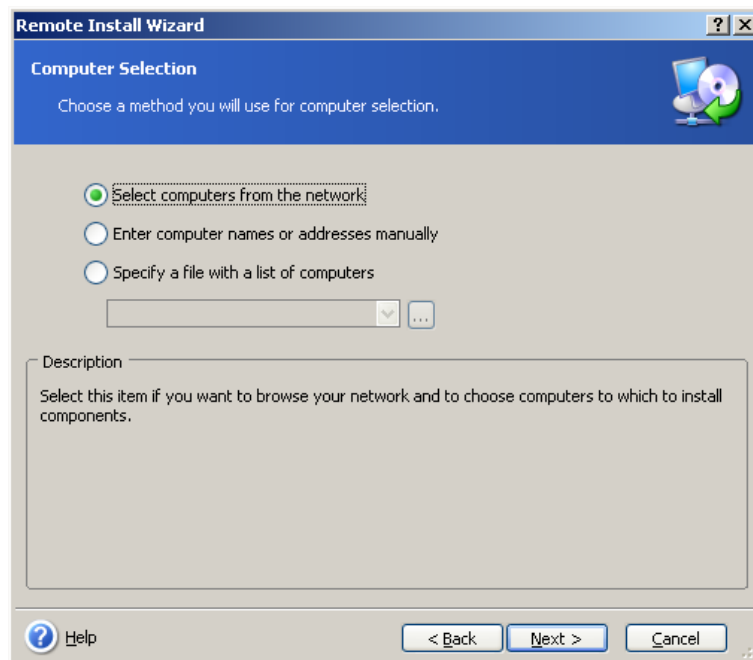 Remote Install Wizard
Computer Selection
Choose a method you will use for computer selection.
Select computers from the network
Enter computer names or addresses manually
Specify a file with a list of computers
...
Description
Select this item if you want to browse your network and to choose computers to which to install
components.
Help
< Back
Next >
Cancel